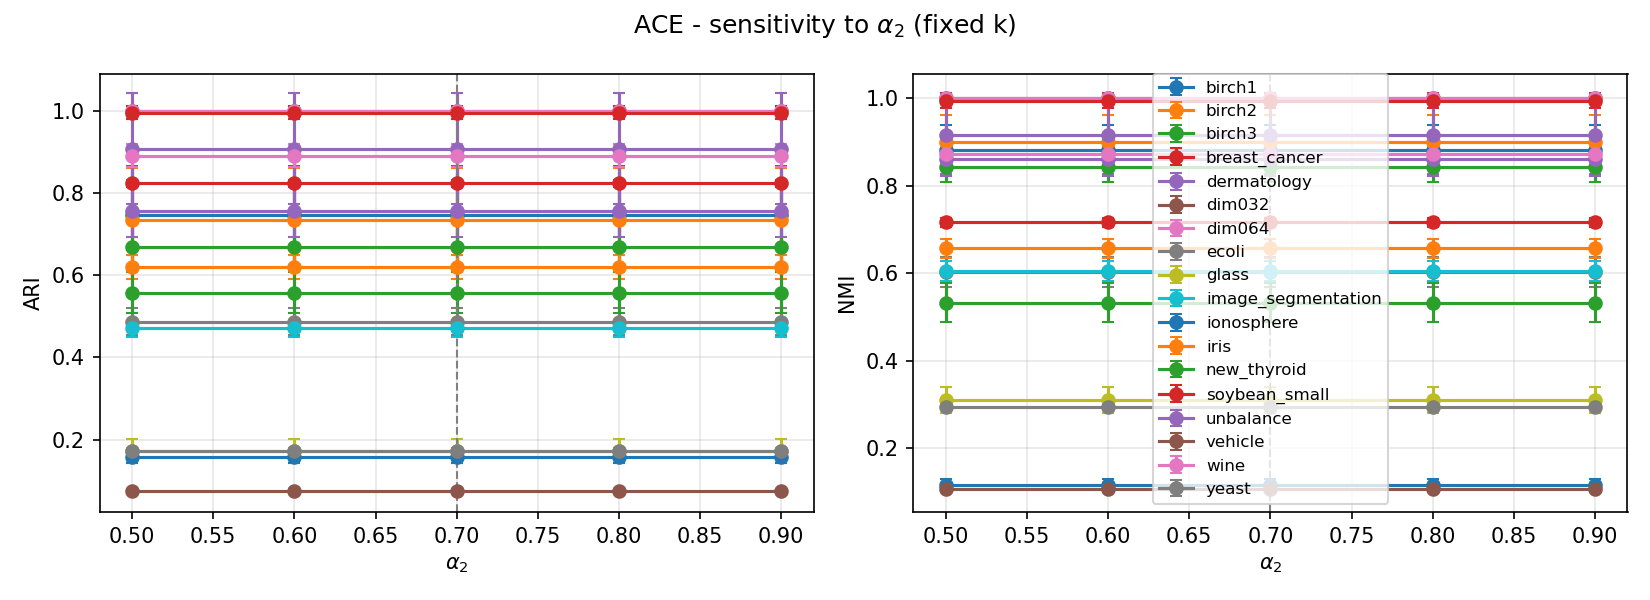 ACE - sensitivity to α₂ (fixed k)
ARI
1.0
0.8
0.6
0.4
0.2
0.50 0.55 0.60 0.65 0.70 0.75 0.80 0.85 0.90
α₂
NMI
1.0
0.8
0.6
0.4
0.2
0.50 0.55 0.60 0.65 0.70 0.75 0.80 0.85 0.90
α₂
birch1
birch2
birch3
breast_cancer
dermatology
dim032
dim064
ecoli
glass
image_segmentation
ionosphere
iris
new_thyroid
soybean_small
unbalance
vehicle
wine
yeast